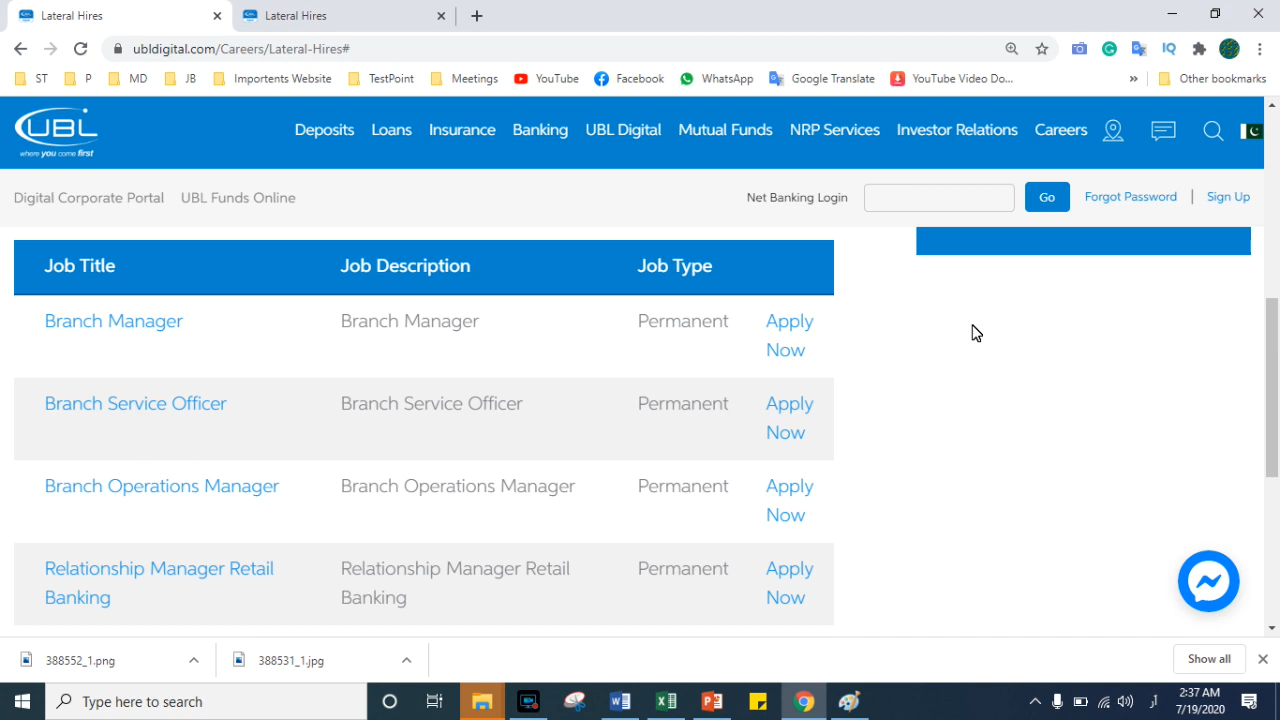 Lateral Hires
Lateral Hires
ubldigital.com/Careers/Lateral-Hires#
ST
P
MD
JB
Importents Website
TestPoint
Meetings
YouTube
Facebook
WhatsApp
Google Translate
YouTube Video Do...
Other bookmarks
UBL
where you come first
Deposits Loans Insurance Banking UBL Digital Mutual Funds NRP Services Investor Relations Careers
Digital Corporate Portal UBL Funds Online
Net Banking Login
Go
Forgot Password | Sign Up
Job Title Job Description Job Type
Branch Manager Branch Manager Permanent Apply
Now
Branch Service Officer Branch Service Officer Permanent Apply
Now
Branch Operations Manager Branch Operations Manager Permanent Apply
Now
Relationship Manager Retail Relationship Manager Retail Permanent Apply
Banking Banking Now
388552_1.png
388531_1.jpg
Show all
Type here to search
2:37 AM
7/19/2020